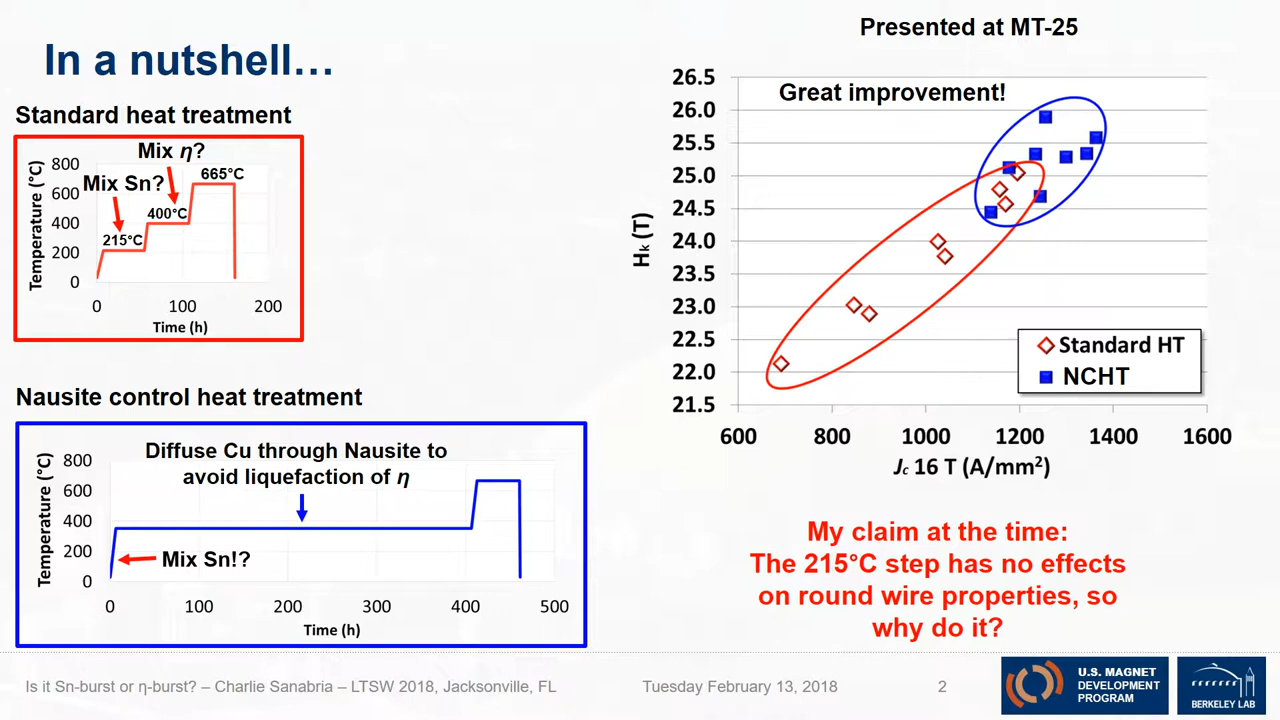 In a nutshell…
Standard heat treatment
Mix η?
Mix Sn?
Temperature (°C)
800
600
400
200
0
215°C
400°C
665°C
0 100 200
Time (h)
Nausite control heat treatment
Diffuse Cu through Nausite to
avoid liquefaction of η
Mix Sn!?
Temperature (°C)
800
600
400
200
0
0 100 200 300 400 500
Time (h)
Presented at MT-25
Great improvement!
Hk (T)
26.5
26.0
25.5
25.0
24.5
24.0
23.5
23.0
22.5
22.0
21.5
Standard HT
NCHT
600 800 1000 1200 1400 1600
Jc 16 T (A/mm²)
My claim at the time:
The 215°C step has no effects
on round wire properties, so
why do it?
Is it Sn-burst or η-burst? – Charlie Sanabria – LTSW 2018, Jacksonville, FL
Tuesday February 13, 2018
2
U.S. MAGNET
DEVELOPMENT
PROGRAM
BERKELEY LAB